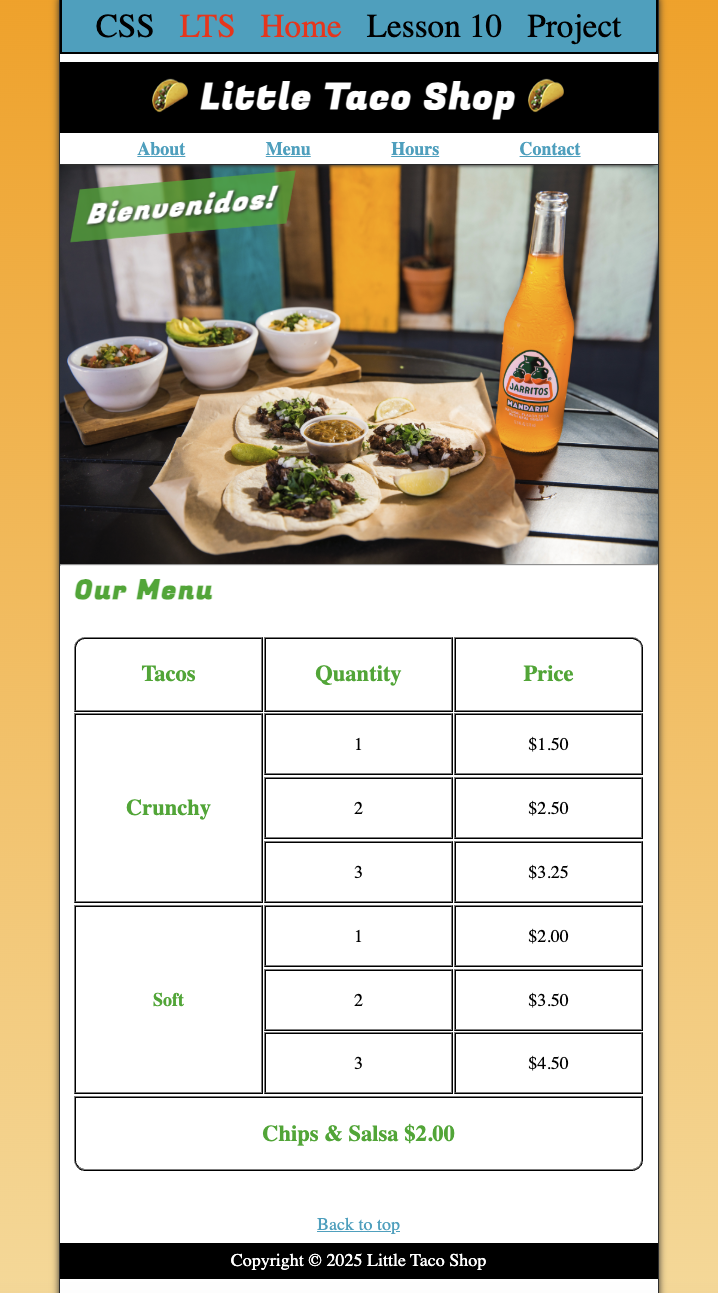 CSS LTS Home Lesson 10 Project
🌮 Little Taco Shop 🌮
About Menu Hours Contact
Bienvenidos!
JARRITOS
MANDARIN
Our Menu
Tacos Quantity Price
Crunchy
1 $1.50
2 $2.50
3 $3.25
Soft
1 $2.00
2 $3.50
3 $4.50
Chips & Salsa $2.00
Back to top
Copyright © 2025 Little Taco Shop